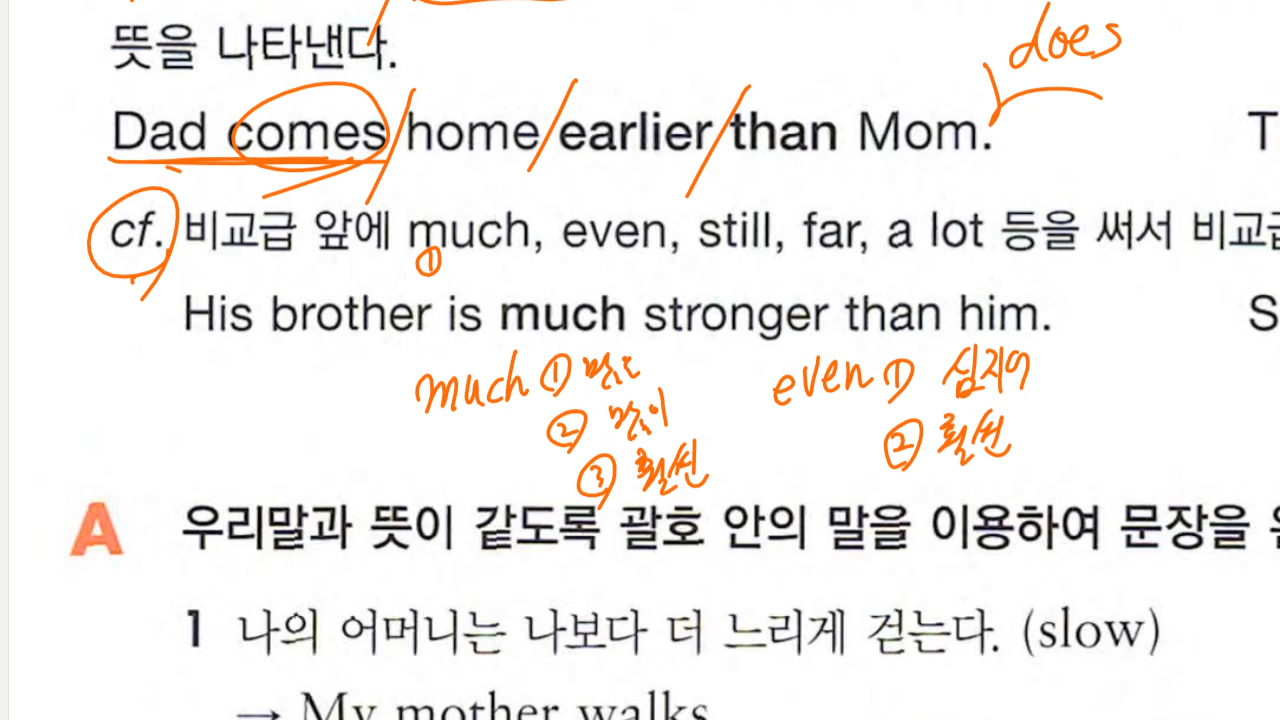 does
뜻을 나타낸다.
Dad comes home earlier than Mom.
cf. 비교급 앞에 much, even, still, far, a lot 등을 써서
①
His brother is much stronger than him.
much ① 많은 even ① 심지어
② 많이 ② 훨씬
③ 훨씬
A 우리말과 뜻이 같도록 괄호 안의 말을 이용하여 문장을
1 나의 어머니는 나보다 더 느리게 걷는다. (slow)
→ My mother walks